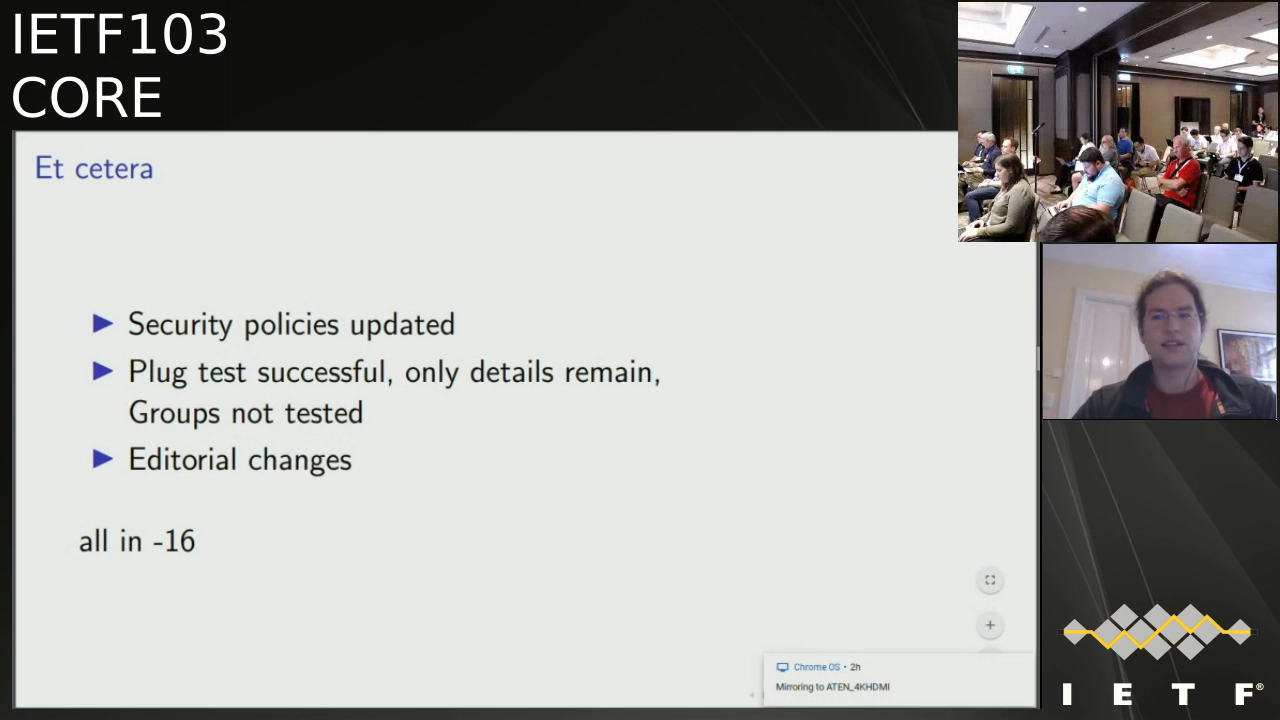 IETF103
CORE
Et cetera
Security policies updated
Plug test successful, only details remain,
Groups not tested
Editorial changes
all in -16
Chrome OS • 2h
Mirroring to ATEN_4KHDMI
I E T F®